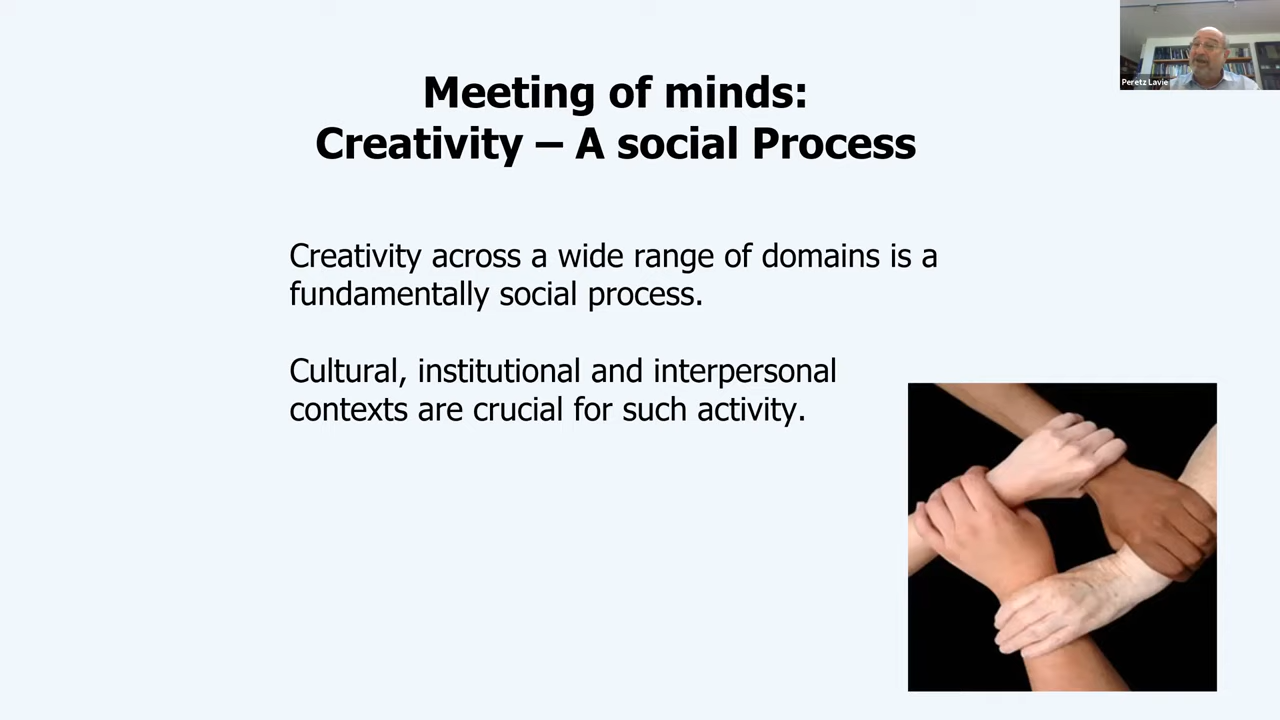 Meeting of minds:
Creativity – A social Process
Peretz Lavie
Creativity across a wide range of domains is a
fundamentally social process.
Cultural, institutional and interpersonal
contexts are crucial for such activity.